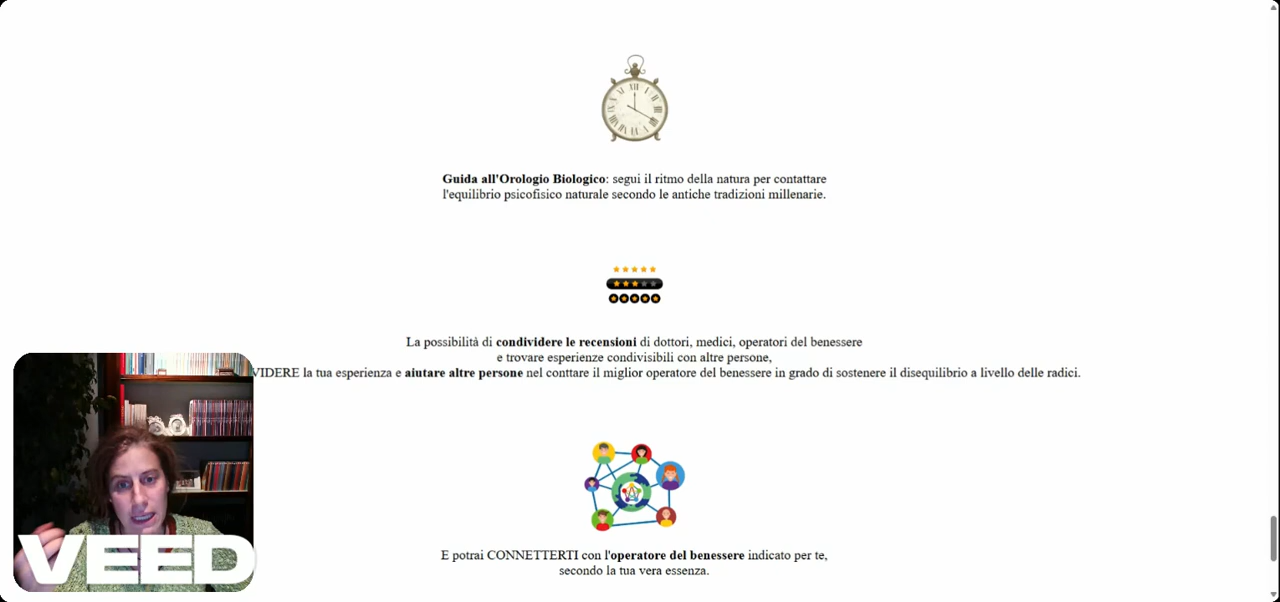 Guida all'Orologio Biologico: segui il ritmo della natura per contattare
l'equilibrio psicofisico naturale secondo le antiche tradizioni millenarie.
La possibilità di condividere le recensioni di dottori, medici, operatori del benessere
e trovare esperienze condivisibili con altre persone,
VIDERE la tua esperienza e aiutare altre persone nel conttare il miglior operatore del benessere in grado di sostenere il disequilibrio a livello delle radici.
E potrai CONNETTERTI con l'operatore del benessere indicato per te,
secondo la tua vera essenza.
VEED